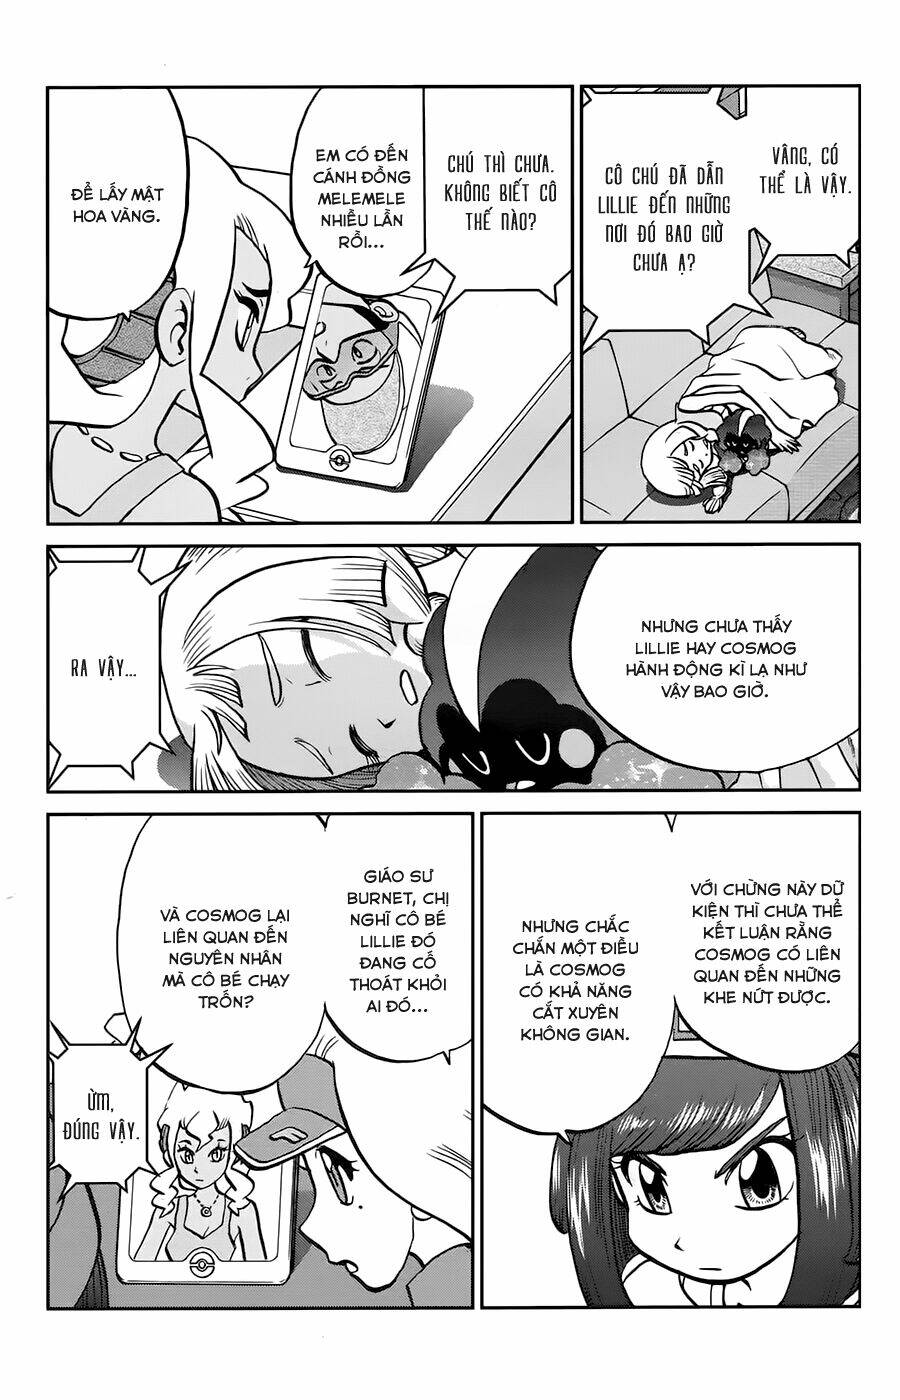 VÂNG, CÓ
THỂ LÀ VẬY.
CÔ CHÚ ĐÃ DẪN
LILLIE ĐẾN NHỮNG
NƠI ĐÓ BAO GIỜ
CHƯA Ạ?
CHÚ THÌ CHƯA.
KHÔNG BIẾT CÔ
THẾ NÀO?
EM CÓ ĐẾN
CÁNH ĐỒNG
MELEMELE
NHIỀU LẦN
RỒI...
ĐỂ LẤY MẬT
HOA VÀNG.
NHƯNG CHƯA THẤY
LILLIE HAY COSMOG
HÀNH ĐỘNG KÌ LẠ NHƯ
VẬY BAO GIỜ.
RA VẬY...
VỚI CHỪNG NÀY DỮ
KIỆN THÌ CHƯA THỂ
KẾT LUẬN RẰNG
COSMOG CÓ LIÊN
QUAN ĐẾN NHỮNG
KHE NỨT ĐƯỢC.
NHƯNG CHẮC
CHẮN MỘT ĐIỀU
LÀ COSMOG
CÓ KHẢ NĂNG
CẮT XUYÊN
KHÔNG GIAN.
GIÁO SƯ
BURNET, CHỊ
NGHĨ CÔ BÉ
LILLIE ĐÓ
ĐANG CỐ
THOÁT KHỎI
AI ĐÓ...
VÀ COSMOG LẠI
LIÊN QUAN ĐẾN
NGUYÊN NHÂN
MÀ CÔ BÉ CHẠY
TRỐN?
ỪM,
ĐÚNG VẬY.